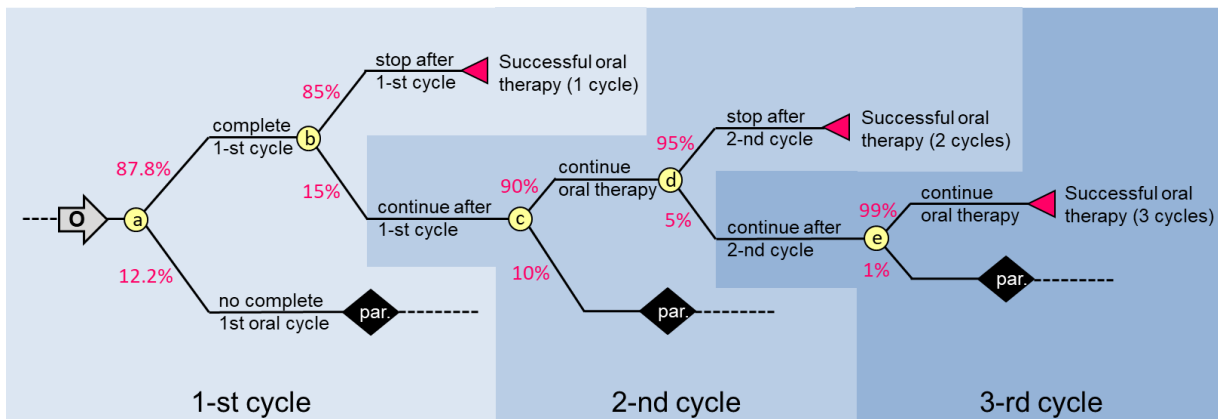 stop after
1-st cycle
Successful oral
therapy (1 cycle)
85%
complete
1-st cycle
b
87.8%
15%
O
a
continue after
1-st cycle
12.2%
no complete
1st oral cycle
par.
stop after
2-nd cycle
Successful oral
therapy (2 cycles)
95%
90%
continue
oral therapy
d
5%
c
10%
continue after
2-nd cycle
par.
99%
continue
oral therapy
Successful oral
therapy (3 cycles)
e
1%
par.
1-st cycle
2-nd cycle
3-rd cycle